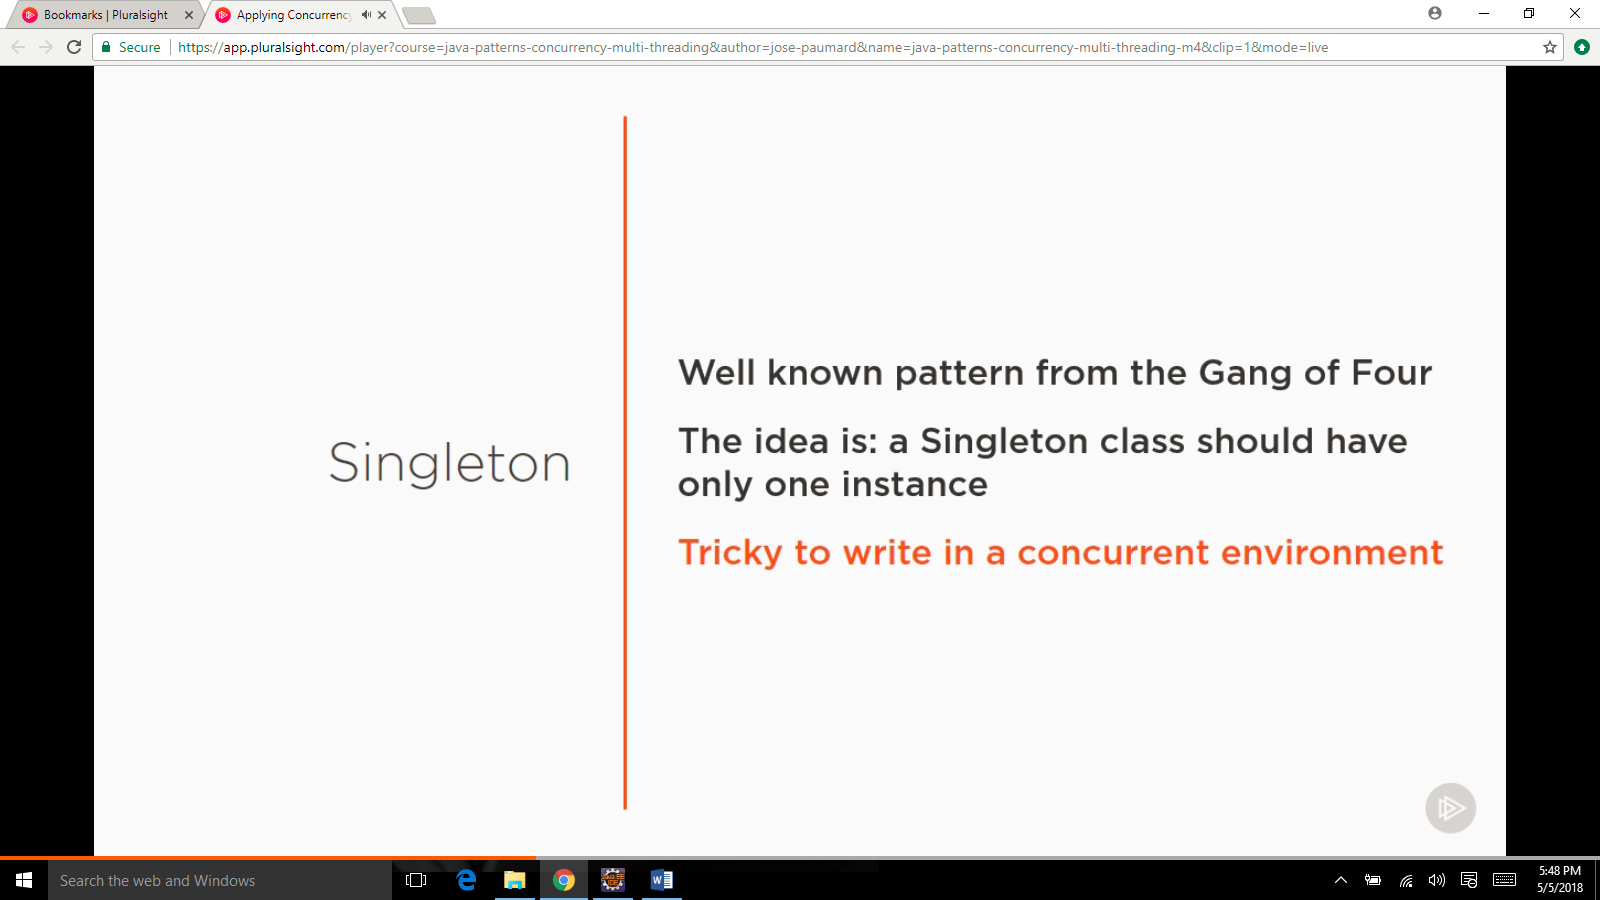 Bookmarks | Pluralsight
Applying Concurrency
Secure
https://app.pluralsight.com/player?course=java-patterns-concurrency-multi-threading&author=jose-paumard&name=java-patterns-concurrency-multi-threading-m4&clip=1&mode=live
Singleton
Well known pattern from the Gang of Four
The idea is: a Singleton class should have
only one instance
Tricky to write in a concurrent environment
Search the web and Windows
5:48 PM
5/5/2018